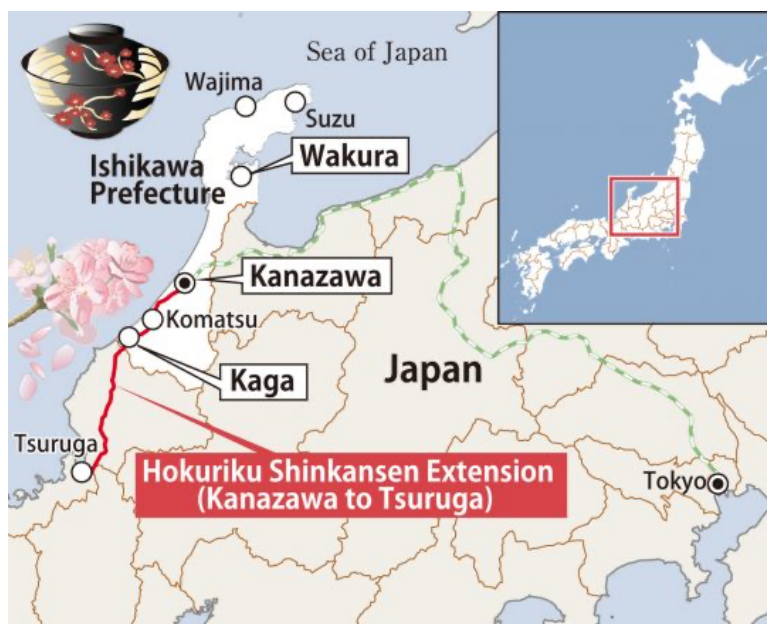 Sea of Japan
Wajima
Suzu
Ishikawa
Prefecture
Wakura
Kanazawa
Komatsu
Kaga
Japan
Tsuruga
Hokuriku Shinkansen Extension
(Kanazawa to Tsuruga)
Tokyo